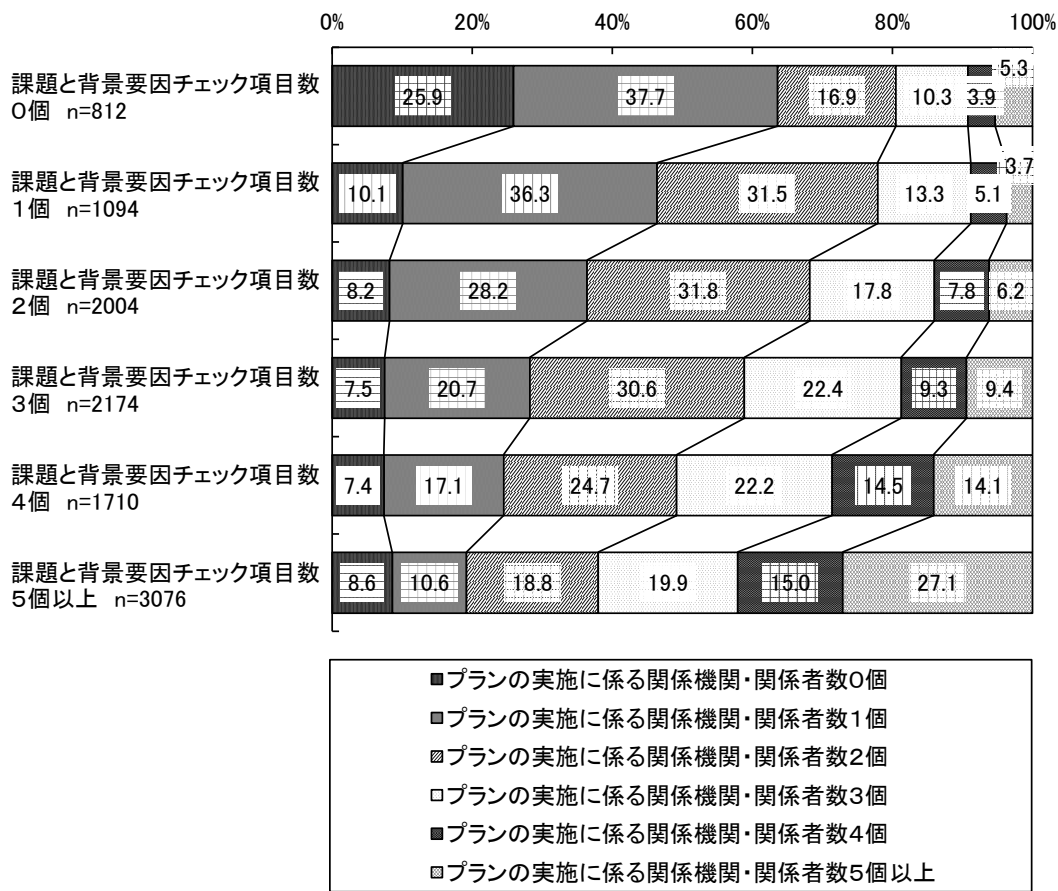 0% 20% 40% 60% 80% 100%
課題と背景要因チェック項目数
0個 n=812
25.9 37.7 16.9 10.3 3.9 5.3
課題と背景要因チェック項目数
1個 n=1094
10.1 36.3 31.5 13.3 5.1 3.7
課題と背景要因チェック項目数
2個 n=2004
8.2 28.2 31.8 17.8 7.8 6.2
課題と背景要因チェック項目数
3個 n=2174
7.5 20.7 30.6 22.4 9.3 9.4
課題と背景要因チェック項目数
4個 n=1710
7.4 17.1 24.7 22.2 14.5 14.1
課題と背景要因チェック項目数
5個以上 n=3076
8.6 10.6 18.8 19.9 15.0 27.1
プランの実施に係る関係機関・関係者数0個
プランの実施に係る関係機関・関係者数1個
プランの実施に係る関係機関・関係者数2個
プランの実施に係る関係機関・関係者数3個
プランの実施に係る関係機関・関係者数4個
プランの実施に係る関係機関・関係者数5個以上